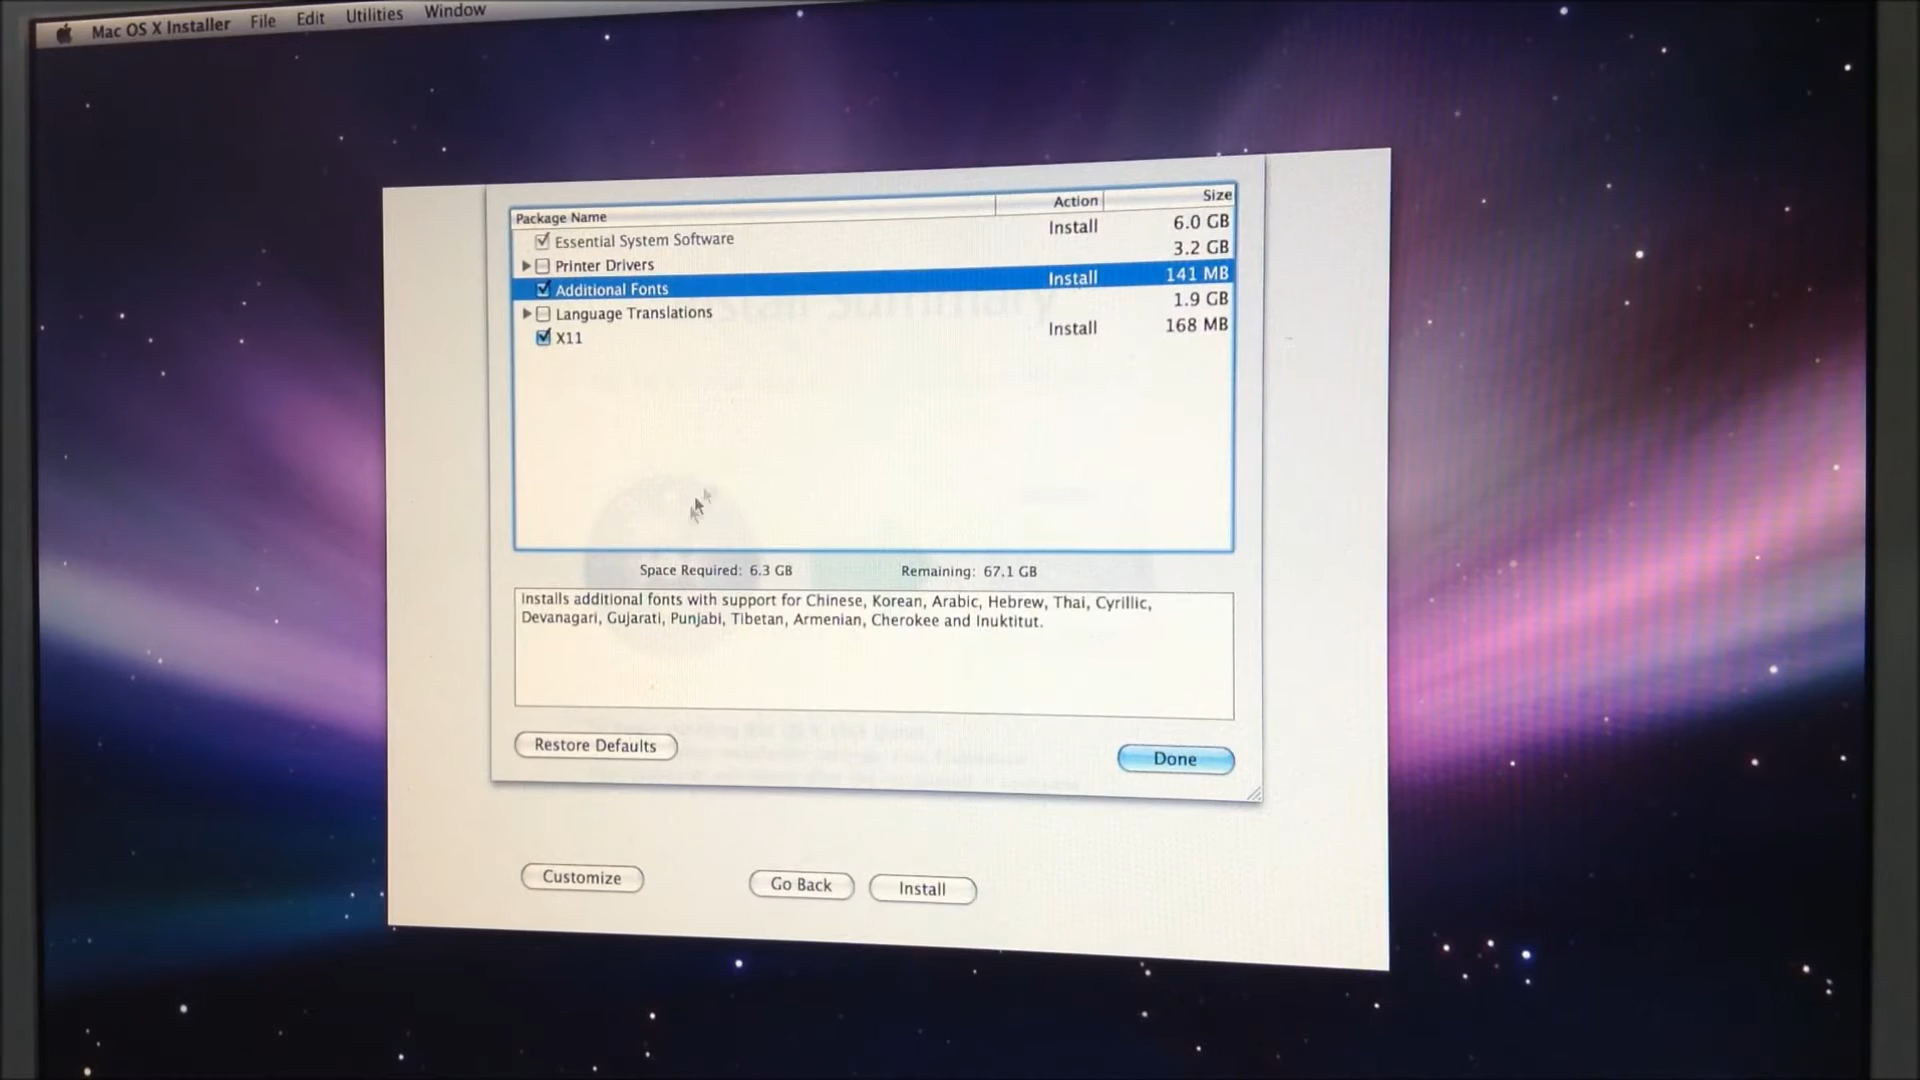 Mac OS X Installer File Edit Utilities Window
Package Name Action Size
Essential System Software Install 6.0 GB
Printer Drivers 3.2 GB
Additional Fonts Install 141 MB
Language Translations 1.9 GB
X11 Install 168 MB
Install Summary
Space Required: 6.3 GB Remaining: 67.1 GB
Installs additional fonts with support for Chinese, Korean, Arabic, Hebrew, Thai, Cyrillic,
Devanagari, Gujarati, Punjabi, Tibetan, Armenian, Cherokee and Inuktitut.
Restore Defaults Done
Customize Go Back Install